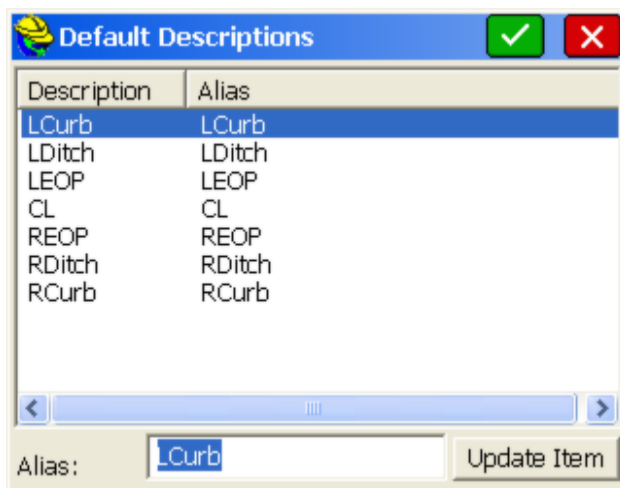 Default Descriptions
Description Alias
LCurb LCurb
LDitch LDitch
LEOP LEOP
CL CL
REOP REOP
RDitch RDitch
RCurb RCurb
Alias: LCurb Update Item